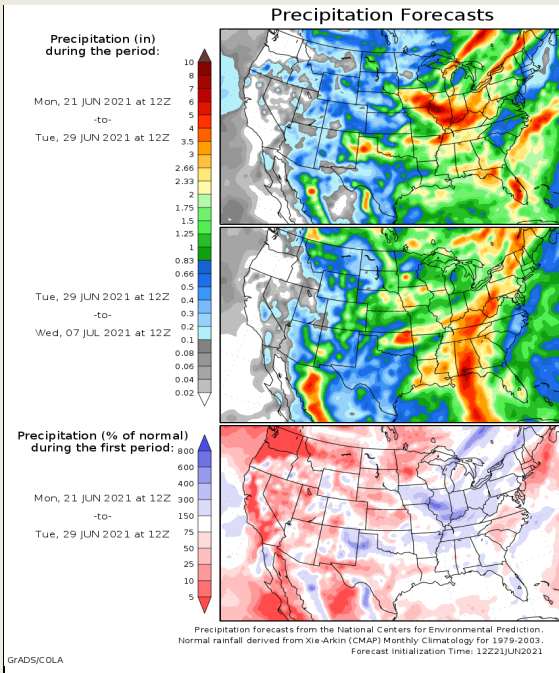 Precipitation Forecasts
Precipitation (in)
during the period:
Mon, 21 JUN 2021 at 12Z
-to-
Tue, 29 JUN 2021 at 12Z
10
8
7
6
5
4
3.5
3
2.66
2.33
2
1.75
1.5
1.25
1
0.83
0.66
0.5
0.4
0.3
0.2
0.1
0.08
0.06
0.04
0.02
Tue, 29 JUN 2021 at 12Z
-to-
Wed, 07 JUL 2021 at 12Z
Precipitation (% of normal)
during the first period:
Mon, 21 JUN 2021 at 12Z
-to-
Tue, 29 JUN 2021 at 12Z
800
600
400
300
150
75
50
25
10
5
Precipitation forecasts from the National Centers for Environmental Prediction.
Normal rainfall derived from Xie-Arkin (CMAP) Monthly Climatology for 1979-2003.
Forecast Initialization Time: 12Z21JUN2021
GrADS/COLA